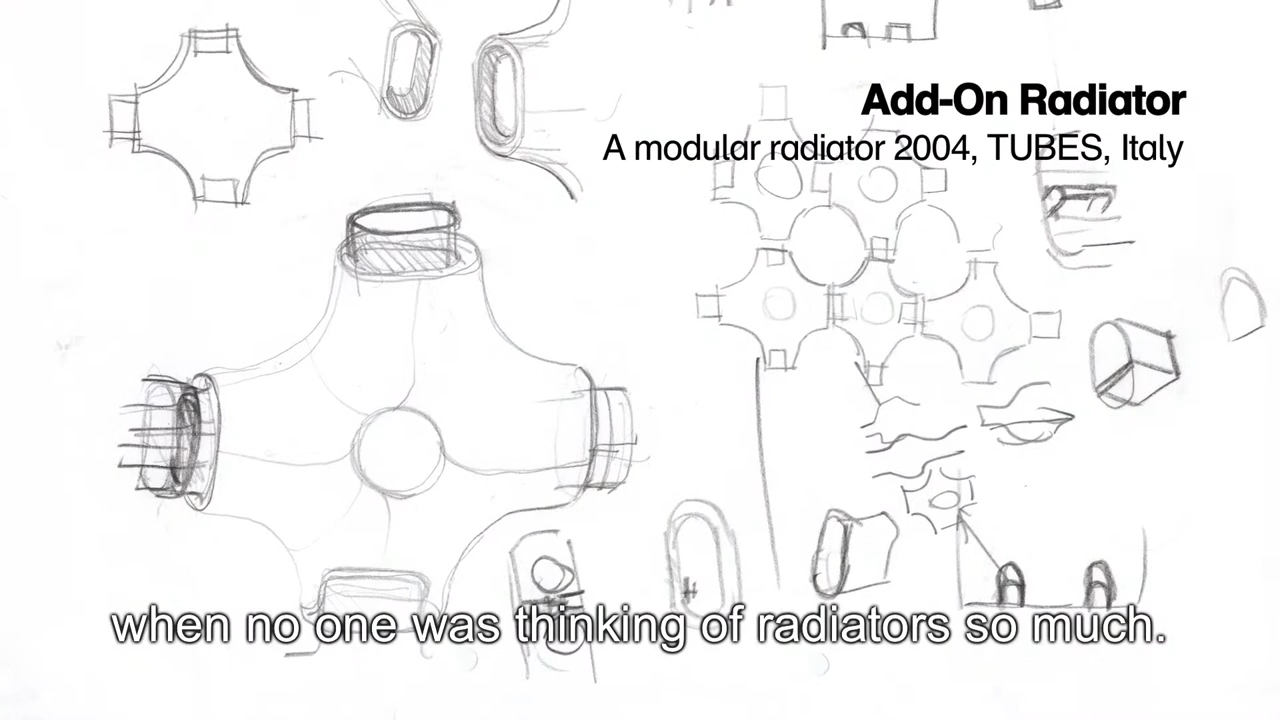 Add-On Radiator
A modular radiator 2004, TUBES, Italy
when no one was thinking of radiators so much.